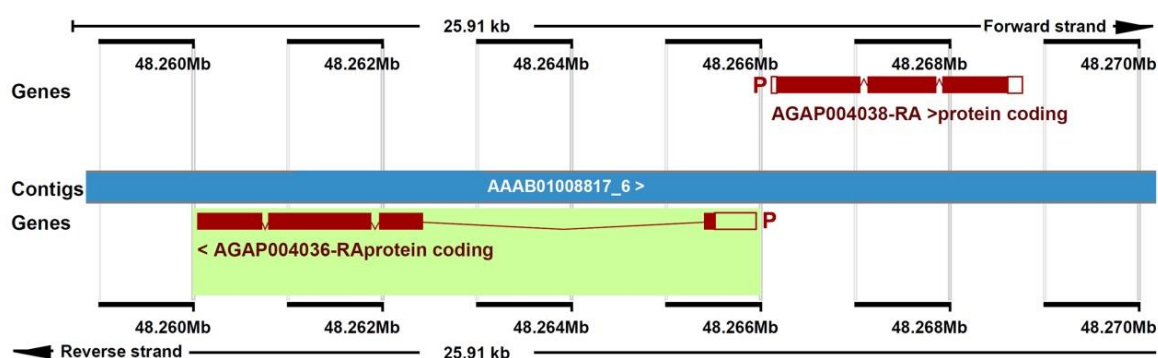 25.91 kb Forward strand
48.260Mb 48.262Mb 48.264Mb 48.266Mb 48.268Mb 48.270Mb
Genes P
AGAP004038-RA >protein coding
Contigs AAAB01008817_6 >
Genes P
< AGAP004036-RAprotein coding
48.260Mb 48.262Mb 48.264Mb 48.266Mb 48.268Mb 48.270Mb
Reverse strand 25.91 kb